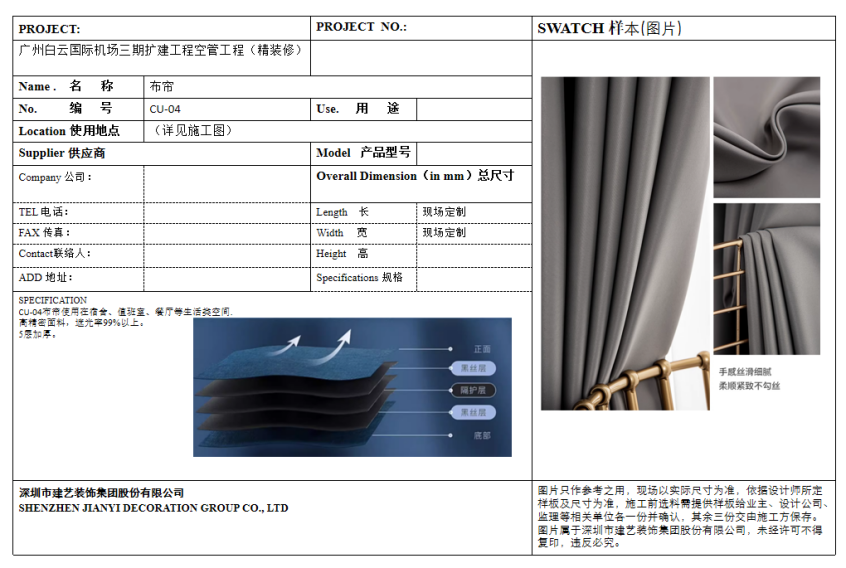 PROJECT:
PROJECT NO.:
SWATCH 样本(图片)
广州白云国际机场三期扩建工程空管工程（精装修）
Name . 名 称 布帘
No. 编 号 CU-04
Use. 用 途
Location 使用地点 （详见施工图）
Supplier 供应商
Model 产品型号
Company 公司：
Overall Dimension（in mm）总尺寸
TEL 电话：
Length 长 现场定制
FAX 传真：
Width 宽 现场定制
Contact联络人：
Height 高
ADD 地址：
Specifications 规格
SPECIFICATION
CU-04布帘使用在宿舍、值班室、餐厅等生活类空间.
高精密面料，遮光率99%以上。
5层加厚。
正面
黑丝层
隔护层
黑丝层
底部
手感丝滑细腻
柔顺紧致不勾丝
深圳市建艺装饰集团股份有限公司
SHENZHEN JIANYI DECORATION GROUP CO., LTD
图片只作参考之用，现场以实际尺寸为准，依据设计师所定
样板及尺寸为准，施工前选料需提供样板给业主、设计公司、
监理等相关单位各一份并确认，其余三份交由施工方保存。
图片属于深圳市建艺装饰集团股份有限公司，未经许可不得
复印，违反必究。